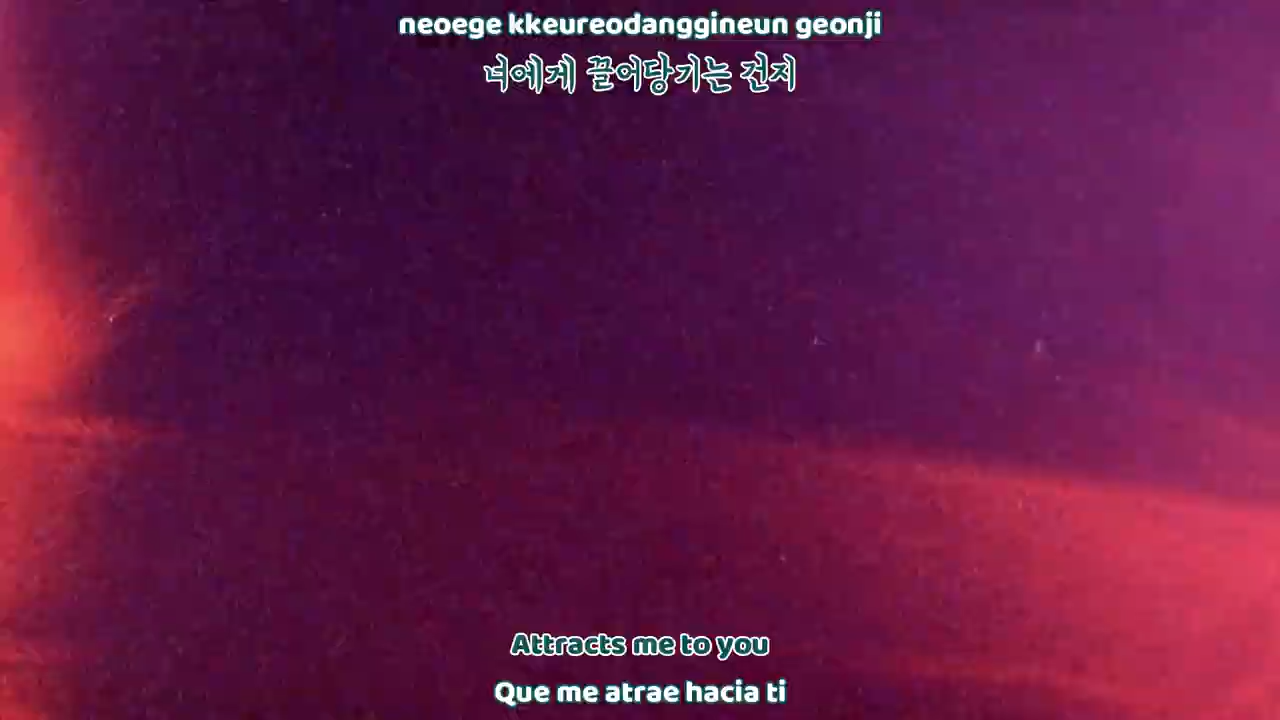 neoege kkeureodanggineun geonji
너에게 끌어당기는 건지
Attracts me to you
Que me atrae hacia ti